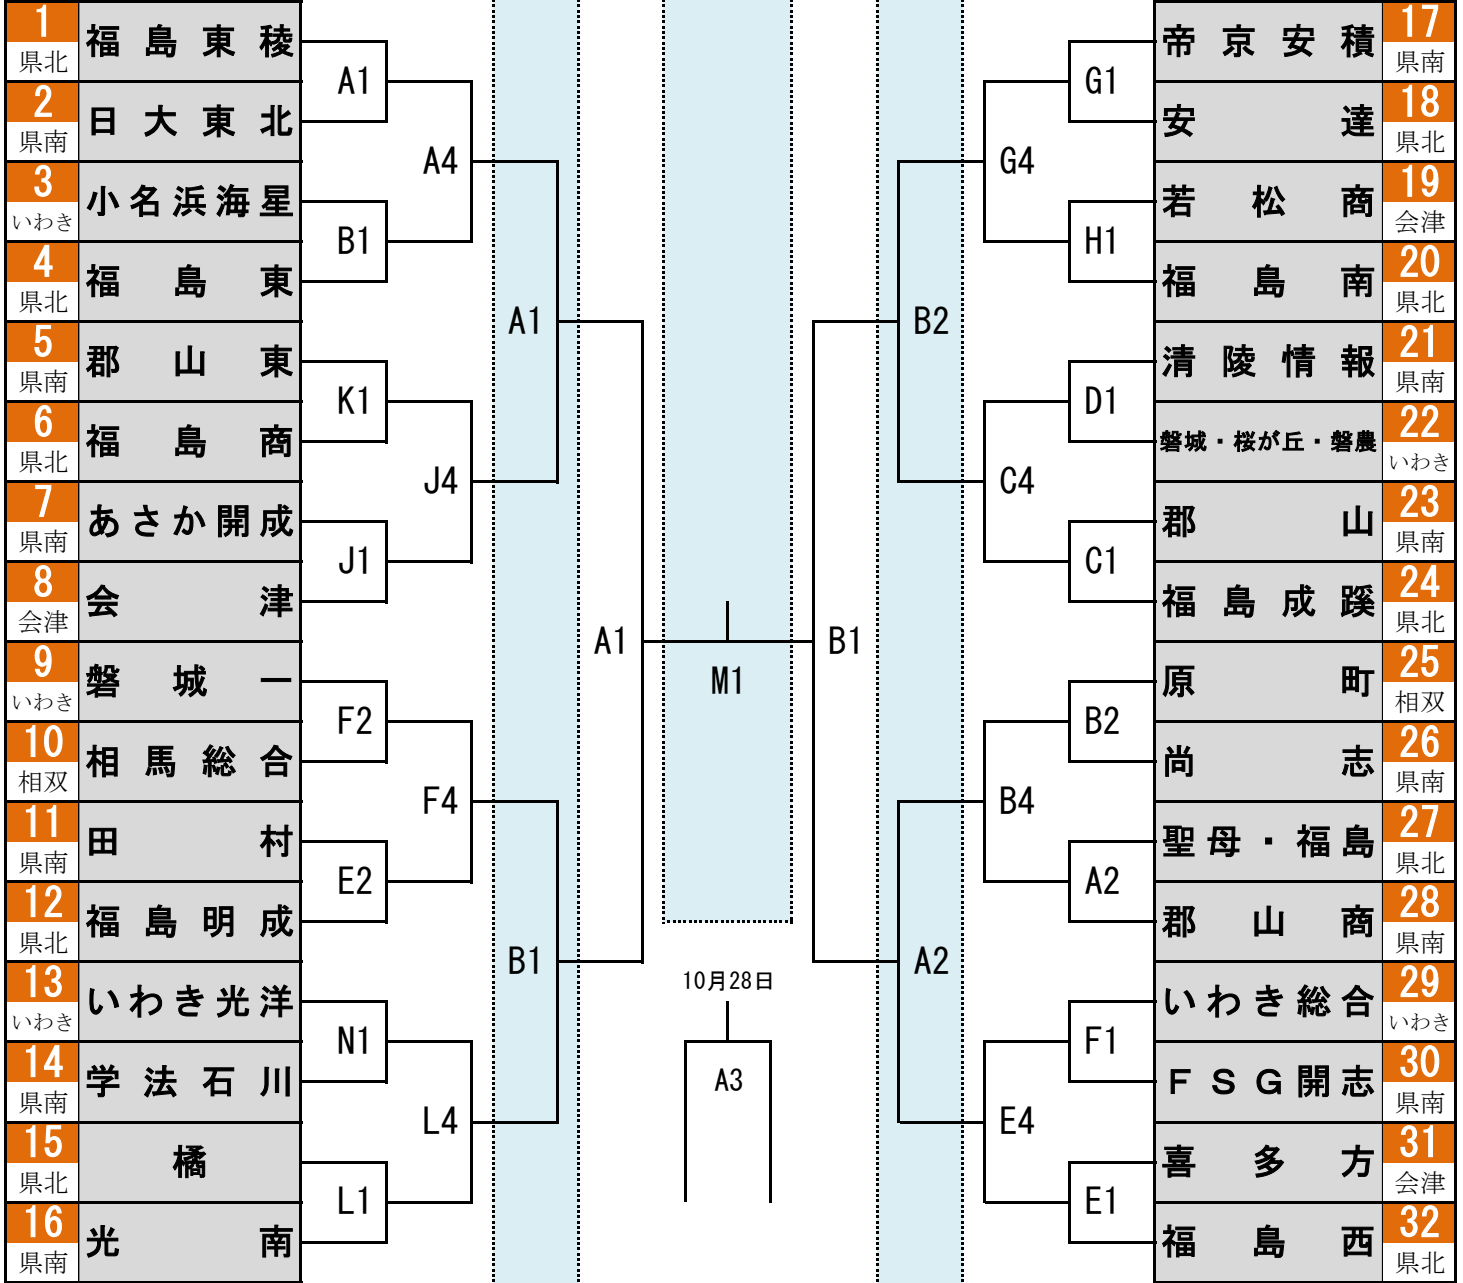 1 福島東稜
県北
2 日大東北
県南
3 小名浜海星
いわき
4 福島東
県北
5 郡山東
県南
6 福島商
県北
7 あさか開成
県南
8 会津
会津
9 磐城一
いわき
10 相馬総合
相双
11 田村
県南
12 福島明成
県北
13 いわき光洋
いわき
14 学法石川
県南
15 橘
県北
16 光南
県南
A1
B1
K1
J1
F2
E2
N1
L1
A4
J4
F4
L4
A1
B1
A1
M1
10月28日
A3
B1
B2
A2
G4
C4
B4
E4
G1
H1
D1
C1
B2
A2
F1
E1
帝京安積 17
県南
安達 18
県北
若松商 19
会津
福島南 20
県北
清陵情報 21
県南
磐城・桜が丘・磐農 22
いわき
郡山 23
県南
福島成蹊 24
県北
原町 25
相双
尚志 26
県南
聖母・福島 27
県北
郡山商 28
県南
いわき総合 29
いわき
FSG開志 30
県南
喜多方 31
会津
福島西 32
県北